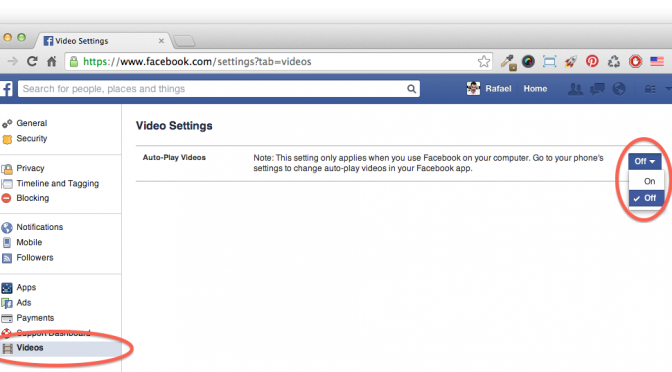 Video Settings
https://www.facebook.com/settings?tab=videos
f
Search for people, places and things
Rafael Home
General
Security
Privacy
Timeline and Tagging
Blocking
Notifications
Mobile
Followers
Apps
Ads
Payments
Support Dashboard
Videos
Video Settings
Auto-Play Videos
Note: This setting only applies when you use Facebook on your computer. Go to your phone's
settings to change auto-play videos in your Facebook app.
Off
On
Off